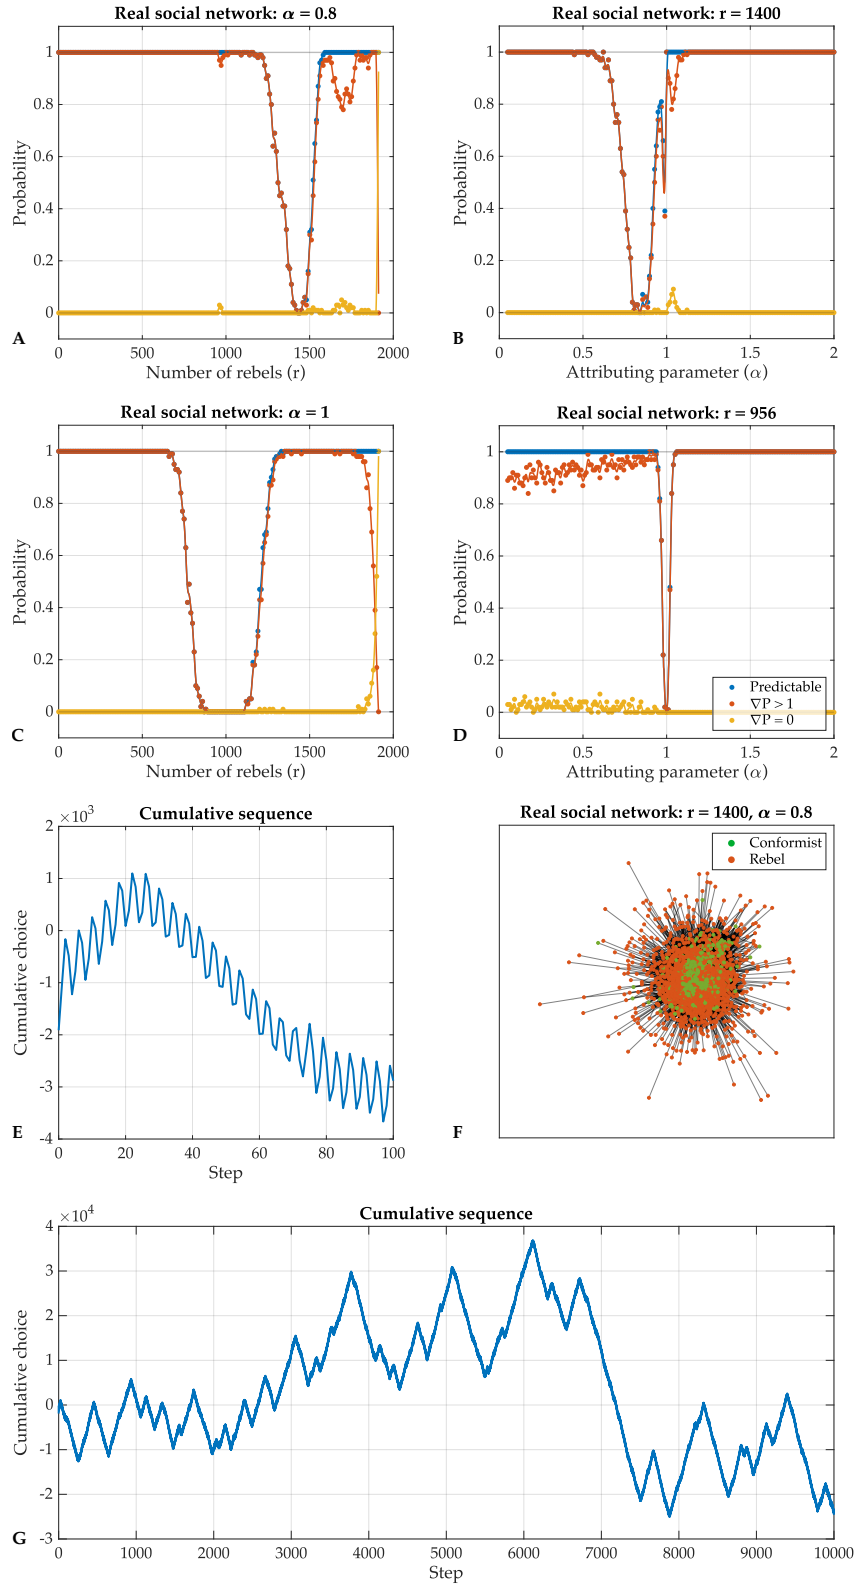 Real social network: α = 0.8
Probability
1
0.8
0.6
0.4
0.2
0
0 500 1000 1500 2000
Number of rebels (r)
A
Real social network: r = 1400
Probability
1
0.8
0.6
0.4
0.2
0
0 0.5 1 1.5 2
Attributing parameter (α)
B
Real social network: α = 1
Probability
1
0.8
0.6
0.4
0.2
0
0 500 1000 1500 2000
Number of rebels (r)
C
Real social network: r = 956
Probability
1
0.8
0.6
0.4
0.2
0
Predictable
∇P > 1
∇P = 0
0 0.5 1 1.5 2
Attributing parameter (α)
D
Cumulative sequence
×10³
Cumulative choice
2
1
0
-1
-2
-3
-4
0 20 40 60 80 100
Step
E
Real social network: r = 1400, α = 0.8
Conformist
Rebel
F
Cumulative sequence
×10⁴
Cumulative choice
4
3
2
1
0
-1
-2
-3
0 1000 2000 3000 4000 5000 6000 7000 8000 9000 10000
Step
G